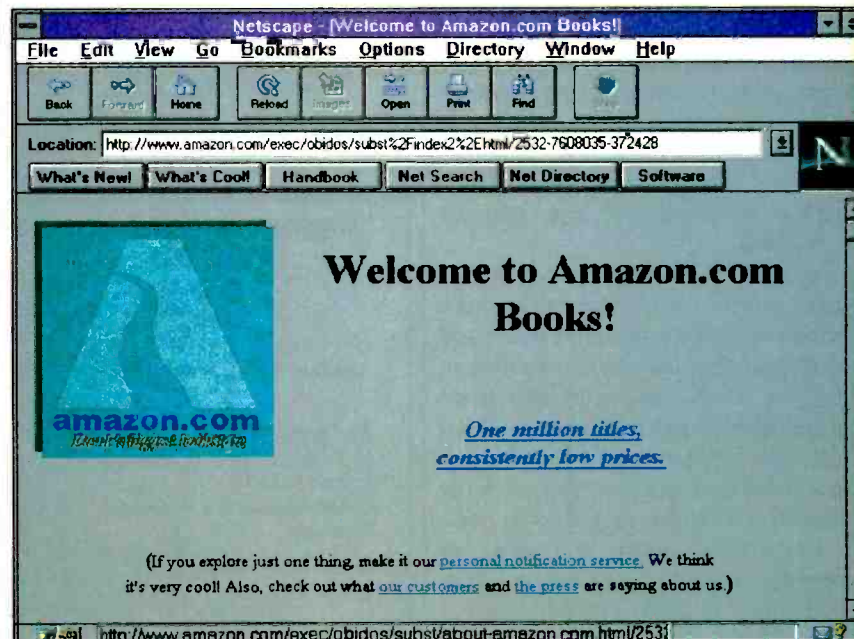 Netscape - [Welcome to Amazon.com Books!]
File Edit View Go Bookmarks Options Directory Window Help
Back Forward Home Reload Images Open Print Find
Location: http://www.amazon.com/exec/obidos/subst%2Findex2%2Ehtml/2532-7608035-372428
What's New! What's Cool! Handbook Net Search Net Directory Software
N
Welcome to Amazon.com
Books!
amazon.com
One million titles,
consistently low prices.
(If you explore just one thing, make it our personal notification service. We think
it's very cool! Also, check out what our customers and the press are saying about us.)
http://www.amazon.com/exec/obidos/subst/about-amazon.com.html/2531